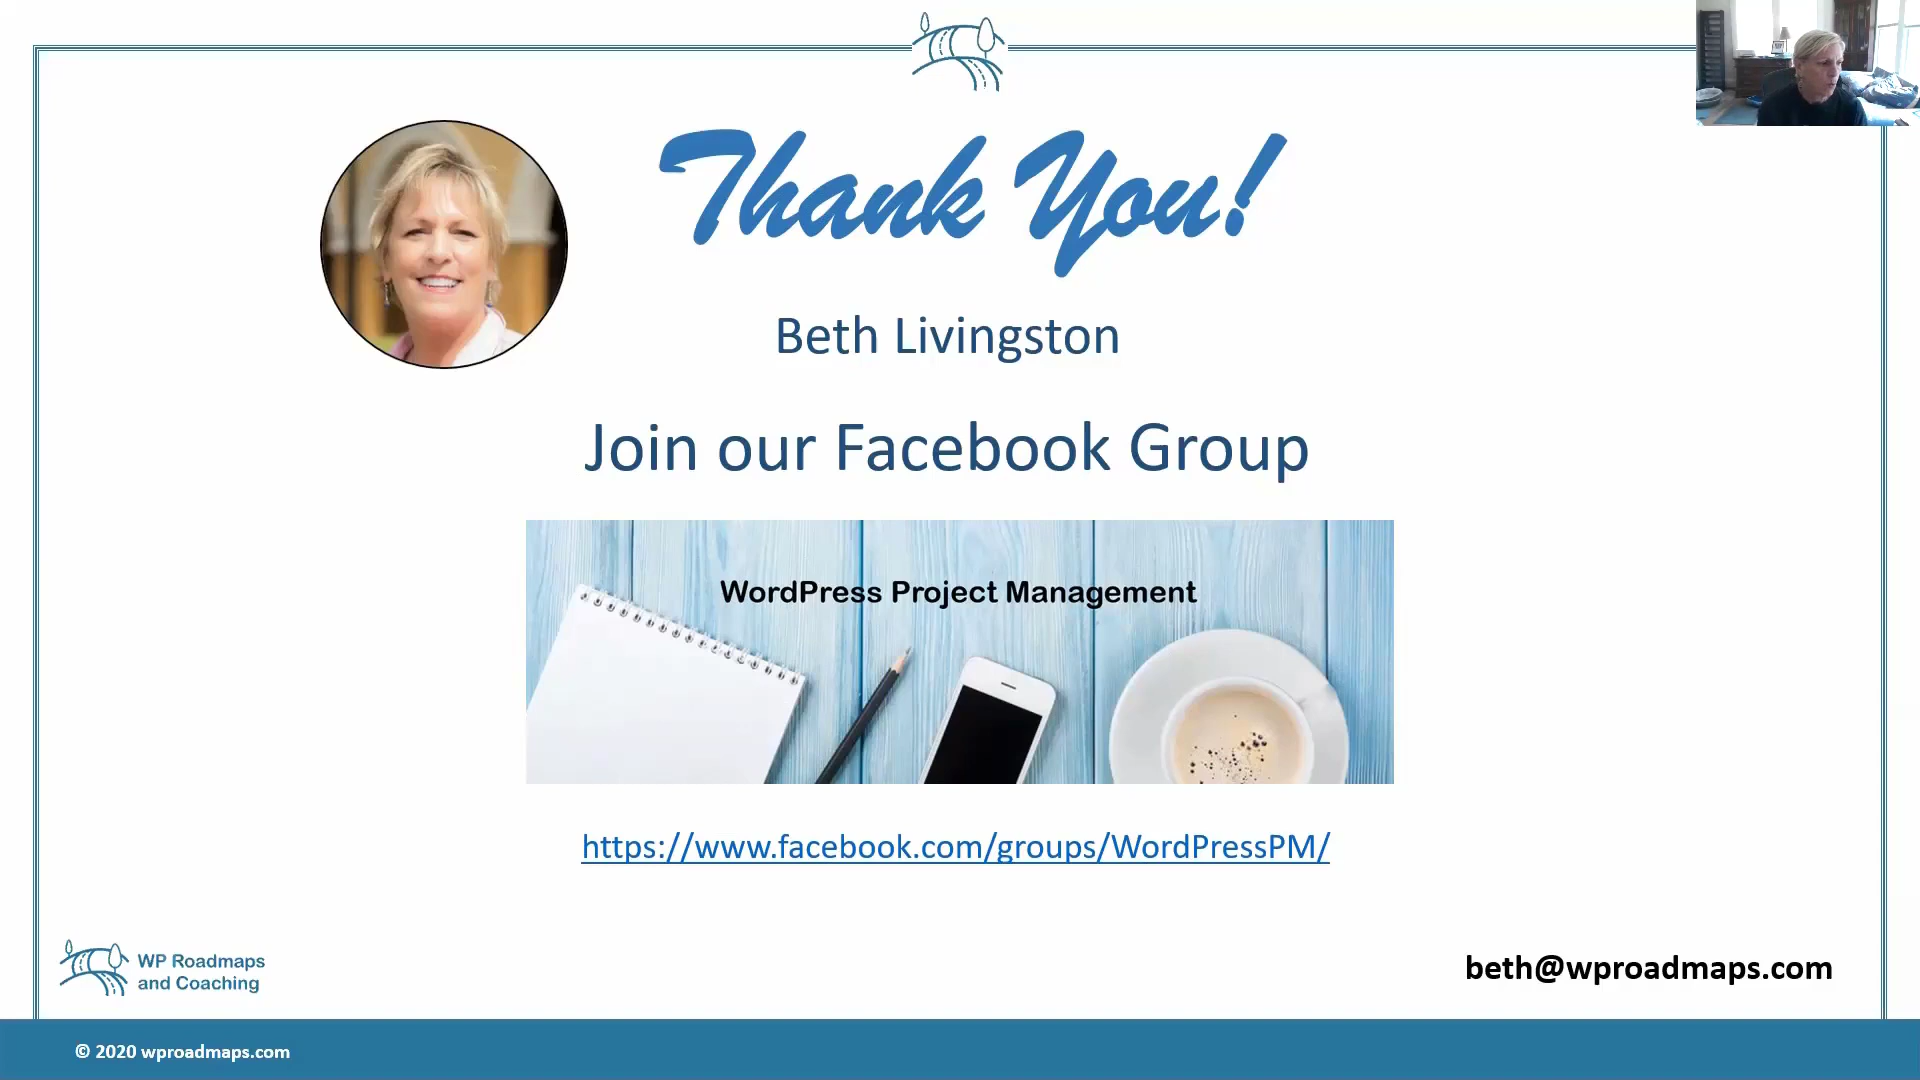 Thank You!
Beth Livingston
Join our Facebook Group
WordPress Project Management
https://www.facebook.com/groups/WordPressPM/
WP Roadmaps
and Coaching
beth@wproadmaps.com
© 2020 wproadmaps.com